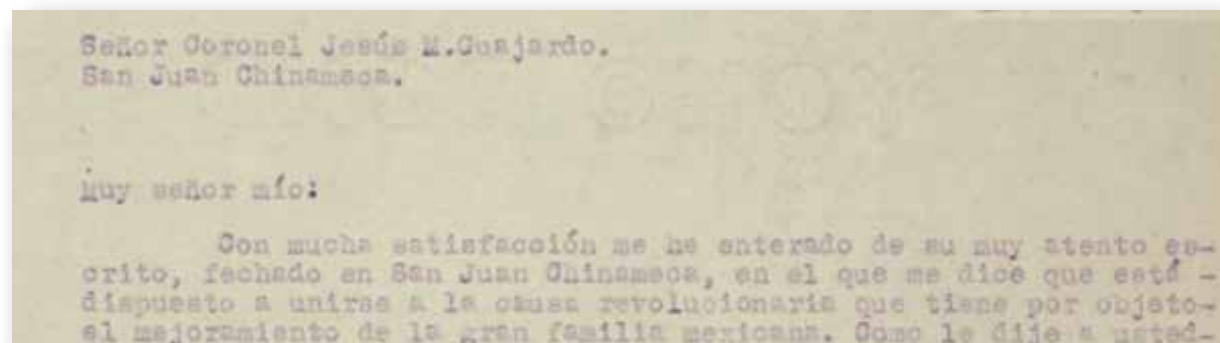 Señor Coronel Jesús M.Guajardo.
San Juan Chinameca.
Muy señor mío:
Con mucha satisfacción me he enterado de su muy atento es-
crito, fechado en San Juan Chinameca, en el que me dice que está -
dispuesto a unirse a la causa revolucionaria que tiene por objeto-
el mejoramiento de la gran familia mexicana. Como le dije a usted-